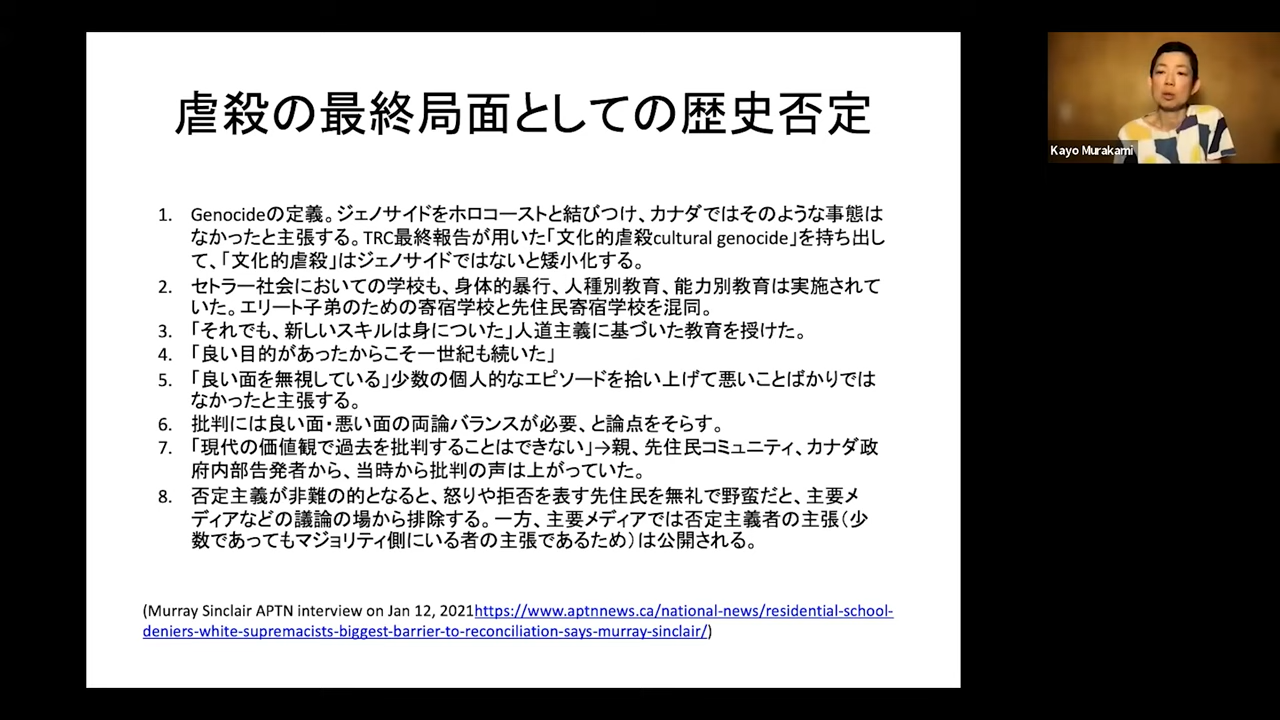 虐殺の最終局面としての歴史否定
Kayo Murakami
1. Genocideの定義。ジェノサイドをホロコーストと結びつけ、カナダではそのような事態は
なかったと主張する。TRC最終報告が用いた「文化的虐殺cultural genocide」を持ち出し
て、「文化的虐殺」はジェノサイドではないと矮小化する。
2. セトラー社会においての学校も、身体的暴行、人種別教育、能力別教育は実施されて
いた。エリート子弟のための寄宿学校と先住民寄宿学校を混同。
3. 「それでも、新しいスキルは身についた」人道主義に基づいた教育を授けた。
4. 「良い目的があったからこそ一世紀も続いた」
5. 「良い面を無視している」少数の個人的なエピソードを拾い上げて悪いことばかりでは
なかったと主張する。
6. 批判には良い面・悪い面の両論バランスが必要、と論点をそらす。
7. 「現代の価値観で過去を批判することはできない」→親、先住民コミュニティ、カナダ政
府内部告発者から、当時から批判の声は上がっていた。
8. 否定主義が非難の的となると、怒りや拒否を表す先住民を無礼で野蛮だと、主要メ
ディアなどの議論の場から排除する。一方、主要メディアでは否定主義者の主張(少
数であってもマジョリティ側にいる者の主張であるため)は公開される。
(Murray Sinclair APTN interview on Jan 12, 2021https://www.aptnnews.ca/national-news/residential-school-
deniers-white-supremacists-biggest-barrier-to-reconciliation-says-murray-sinclair/)